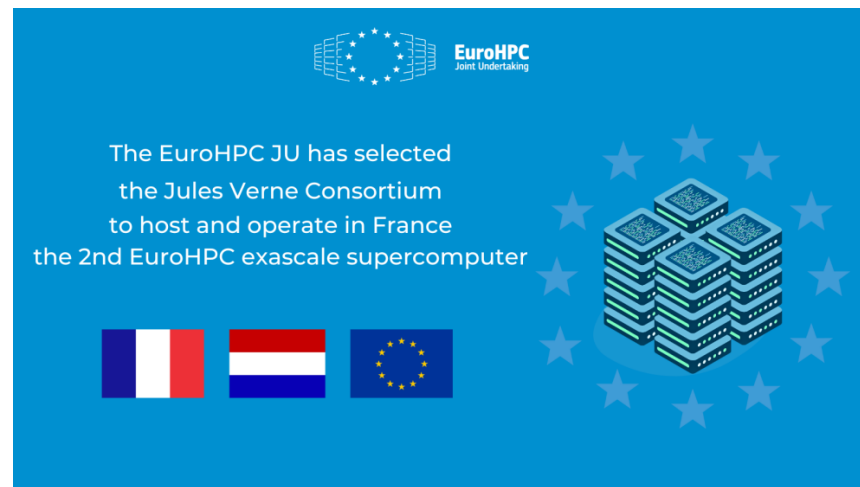 EuroHPC
Joint Undertaking
The EuroHPC JU has selected
the Jules Verne Consortium
to host and operate in France
the 2nd EuroHPC exascale supercomputer